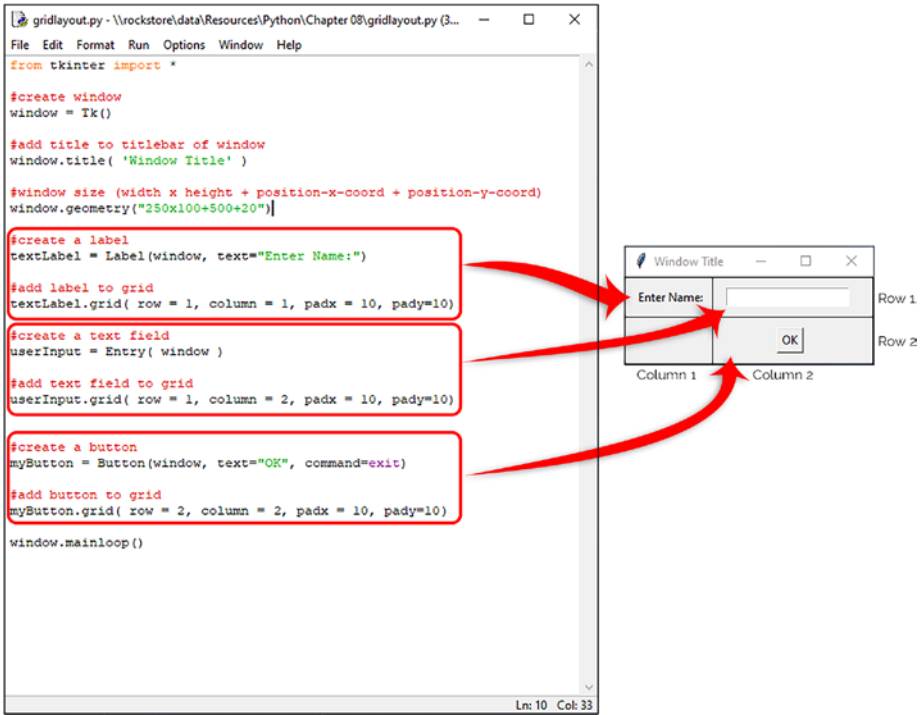 gridlayout.py - \\rockstore\data\Resources\Python\Chapter 08\gridlayout.py (3...
File Edit Format Run Options Window Help
from tkinter import *
#create window
window = Tk()
#add title to titlebar of window
window.title( 'Window Title' )
#window size (width x height + position-x-coord + position-y-coord)
window.geometry("250x100+500+20")
#create a label
textLabel = Label(window, text="Enter Name:")
#add label to grid
textLabel.grid( row = 1, column = 1, padx = 10, pady=10)
#create a text field
userInput = Entry( window )
#add text field to grid
userInput.grid( row = 1, column = 2, padx = 10, pady=10)
#create a button
myButton = Button(window, text="OK", command=exit)
#add button to grid
myButton.grid( row = 2, column = 2, padx = 10, pady=10)
window.mainloop()
Ln: 10 Col: 33
Window Title
Enter Name:
Row 1
OK
Row 2
Column 1 Column 2